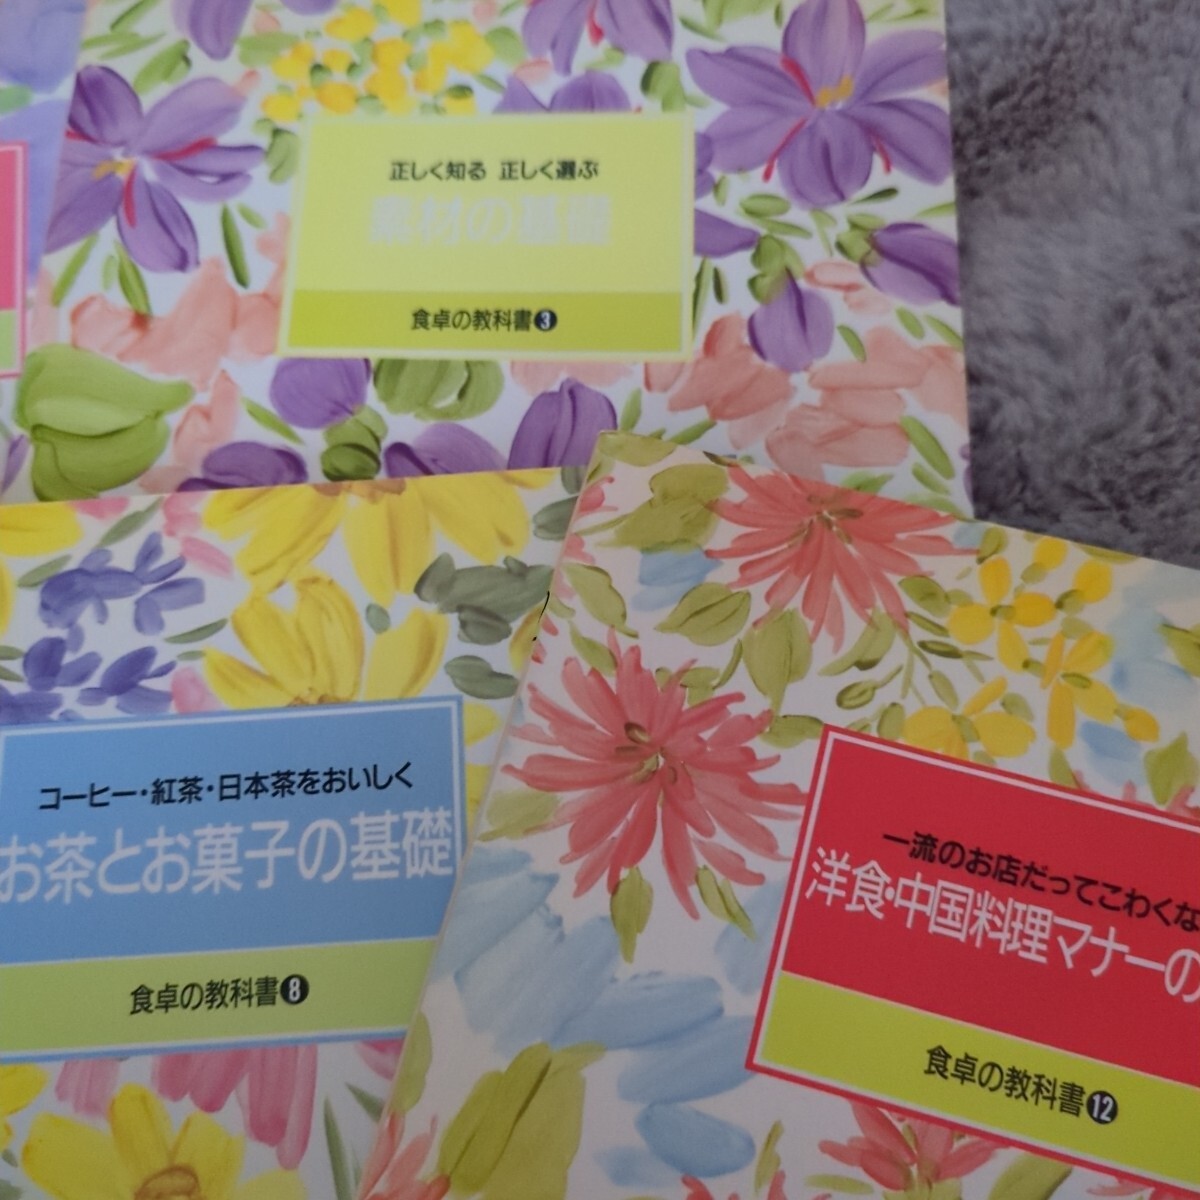 正しく知る 正しく選ぶ
素材の基礎
食卓の教科書3
コーヒー・紅茶・日本茶をおいしく
お茶とお菓子の基礎
食卓の教科書8
一流のお店だってこわくな
洋食・中国料理マナーの
食卓の教科書12